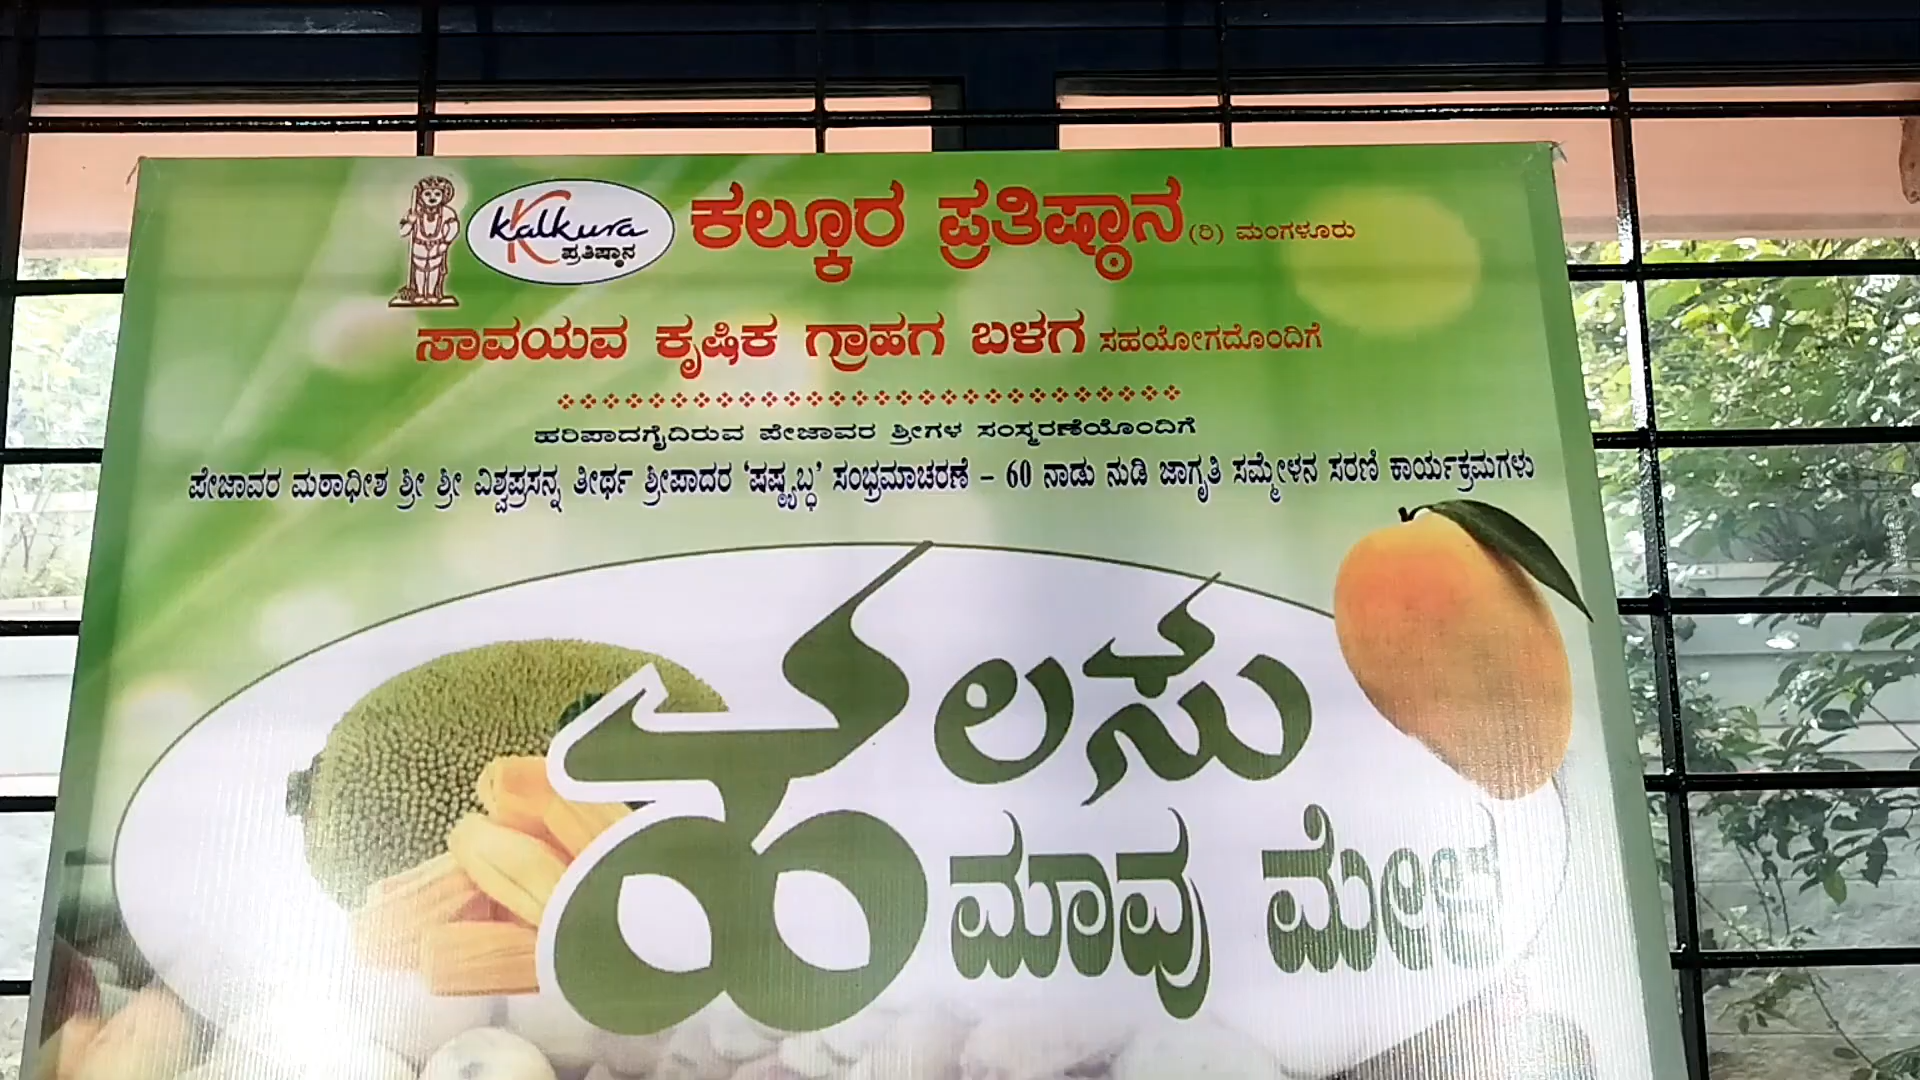 Kalkura
ಪ್ರತಿಷ್ಠಾನ
ಕಲ್ಕೂರ ಪ್ರತಿಷ್ಠಾನ (ರಿ) ಮಂಗಳೂರು
ಸಾವಯವ ಕೃಷಿಕ ಗ್ರಾಹಗ ಬಳಗ ಸಹಯೋಗದೊಂದಿಗೆ
ಹರಿಪಾದಗೈದಿರುವ ಪೇಜಾವರ ಶ್ರೀಗಳ ಸಂಸ್ಮರಣೆಯೊಂದಿಗೆ
ಪೇಜಾವರ ಮಠಾಧೀಶ ಶ್ರೀ ಶ್ರೀ ವಿಶ್ವಪ್ರಸನ್ನ ತೀರ್ಥ ಶ್ರೀಪಾದರ 'ಷಷ್ಟ್ಯಬ್ಧ' ಸಂಭ್ರಮಾಚರಣೆ – 60 ನಾಡು ನುಡಿ ಜಾಗೃತಿ ಸಮ್ಮೇಳನ ಸರಣಿ ಕಾರ್ಯಕ್ರಮಗಳು
ಹಲಸು
ಮಾವು ಮೇಳ